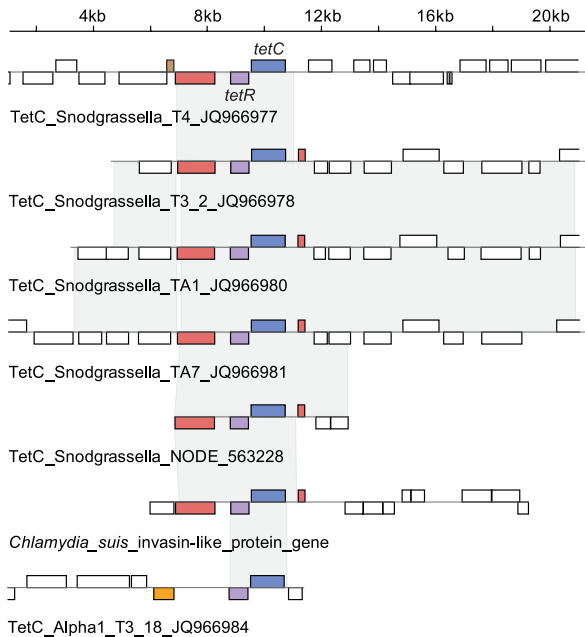 4kb 8kb 12kb 16kb 20kb
tetC
tetR
TetC_Snodgrassella_T4_JQ966977
TetC_Snodgrassella_T3_2_JQ966978
TetC_Snodgrassella_TA1_JQ966980
TetC_Snodgrassella_TA7_JQ966981
TetC_Snodgrassella_NODE_563228
Chlamydia_suis_invasin-like_protein_gene
TetC_Alpha1_T3_18_JQ966984